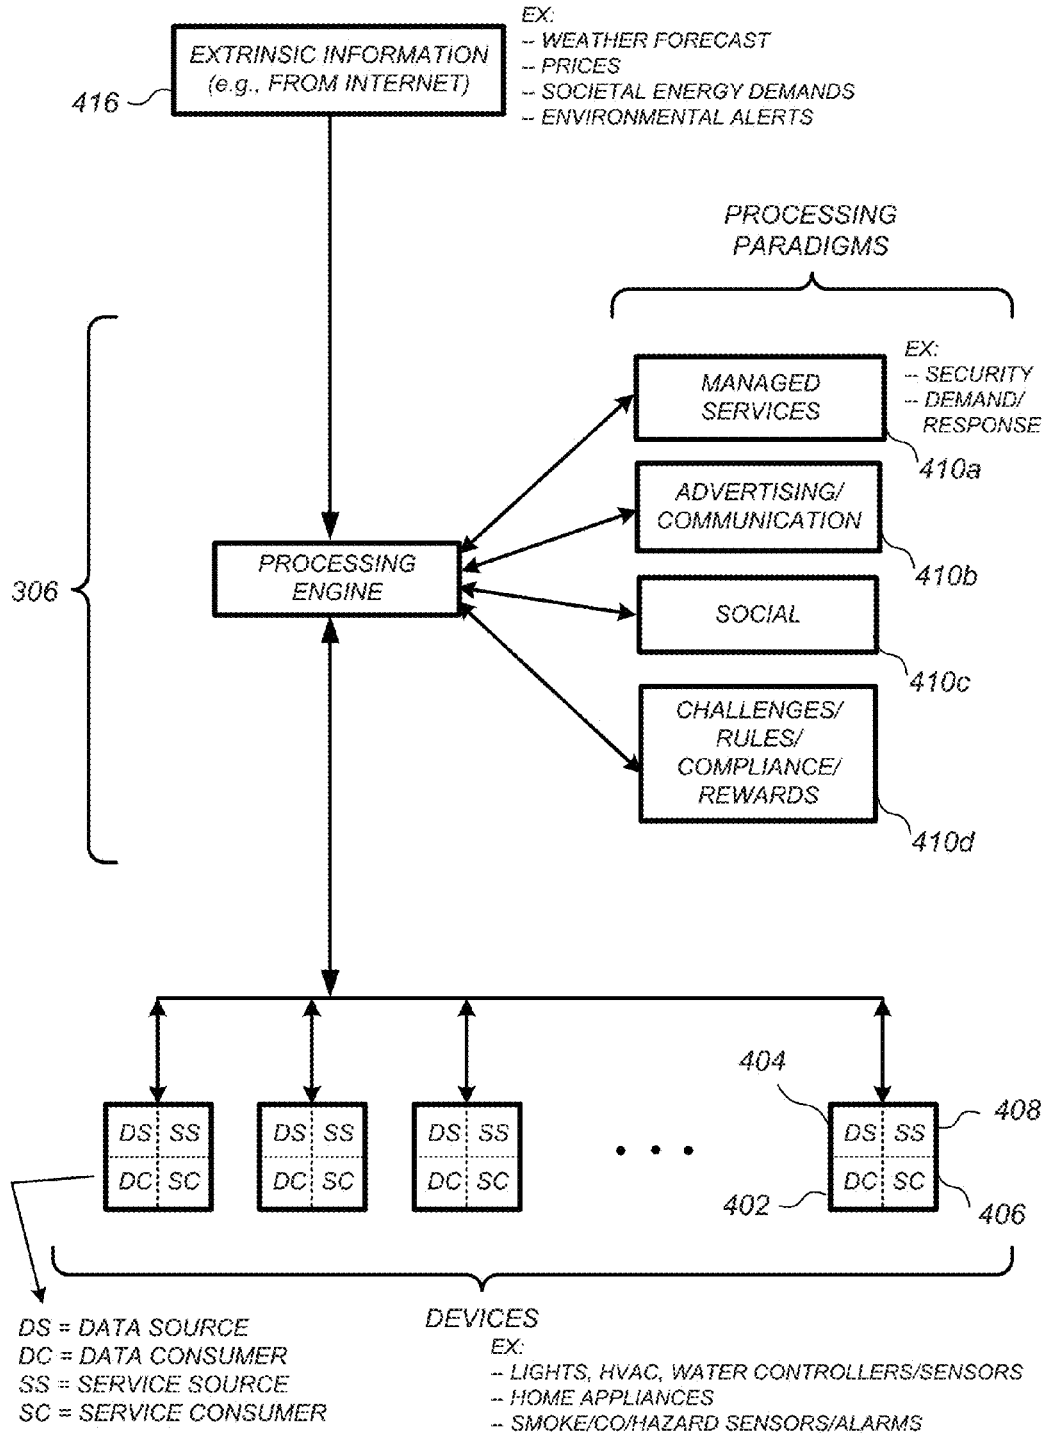 EXTRINSIC INFORMATION
(e.g., FROM INTERNET)
416
EX:
-- WEATHER FORECAST
-- PRICES
-- SOCIETAL ENERGY DEMANDS
-- ENVIRONMENTAL ALERTS
PROCESSING
PARADIGMS
MANAGED
SERVICES
EX:
-- SECURITY
-- DEMAND/
RESPONSE
410a
ADVERTISING/
COMMUNICATION
410b
PROCESSING
ENGINE
306
SOCIAL
410c
CHALLENGES/
RULES/
COMPLIANCE/
REWARDS
410d
404
408
DS SS
DC SC
DS SS
DC SC
DS SS
DC SC
• • •
DS SS
DC SC
402
406
DEVICES
DS = DATA SOURCE
DC = DATA CONSUMER
SS = SERVICE SOURCE
SC = SERVICE CONSUMER
EX:
-- LIGHTS, HVAC, WATER CONTROLLERS/SENSORS
-- HOME APPLIANCES
-- SMOKE/CO/HAZARD SENSORS/ALARMS